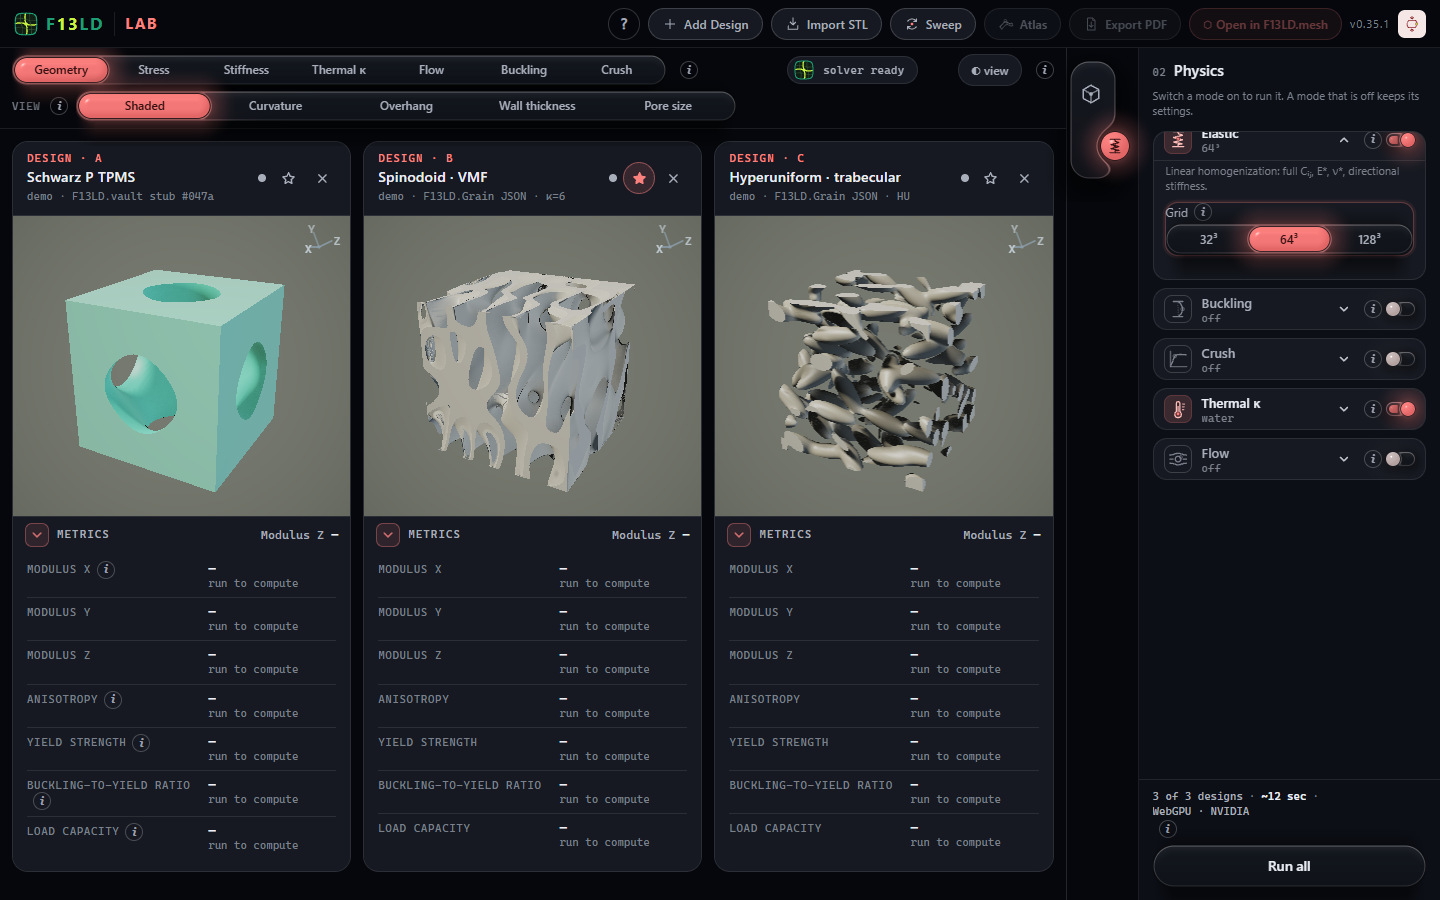 F13LD LAB
? Add Design Import STL Sweep Atlas Export PDF Open in F13LD.mesh v0.35.1
Geometry Stress Stiffness Thermal κ Flow Buckling Crush i solver ready view i
VIEW i Shaded Curvature Overhang Wall thickness Pore size
DESIGN · A
Schwarz P TPMS
demo · F13LD.vault stub #047a
Y
X Z
METRICS Modulus Z –
MODULUS X i –
run to compute
MODULUS Y –
run to compute
MODULUS Z –
run to compute
ANISOTROPY i –
run to compute
YIELD STRENGTH i –
run to compute
BUCKLING-TO-YIELD RATIO –
i run to compute
LOAD CAPACITY i –
run to compute
DESIGN · B
Spinodoid · VMF
demo · F13LD.Grain JSON · κ=6
Y
X Z
METRICS Modulus Z –
MODULUS X –
run to compute
MODULUS Y –
run to compute
MODULUS Z –
run to compute
ANISOTROPY –
run to compute
YIELD STRENGTH –
run to compute
BUCKLING-TO-YIELD RATIO –
run to compute
LOAD CAPACITY –
run to compute
DESIGN · C
Hyperuniform · trabecular
demo · F13LD.Grain JSON · HU
Y
X Z
METRICS Modulus Z –
MODULUS X –
run to compute
MODULUS Y –
run to compute
MODULUS Z –
run to compute
ANISOTROPY –
run to compute
YIELD STRENGTH –
run to compute
BUCKLING-TO-YIELD RATIO –
run to compute
LOAD CAPACITY –
run to compute
02 Physics
Switch a mode on to run it. A mode that is off keeps its
settings.
Elastic i
64³
Linear homogenization: full Cᵢⱼ, E*, ν*, directional
stiffness.
Grid i
32³ 64³ 128³
Buckling i
off
Crush i
off
Thermal κ i
water
Flow i
off
3 of 3 designs · ~12 sec ·
WebGPU · NVIDIA
i
Run all